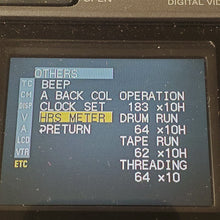 OPEN
DIGITAL VID
OTHERS
TC BEEP
CH A BACK COL OPERATION
DISP CLOCK SET 183 ×10H
V HRS METER DRUM RUN
A ⮌RETURN 64 ×10H
LCD TAPE RUN
VTR 62 ×10H
ETC THREADING
64 ×10